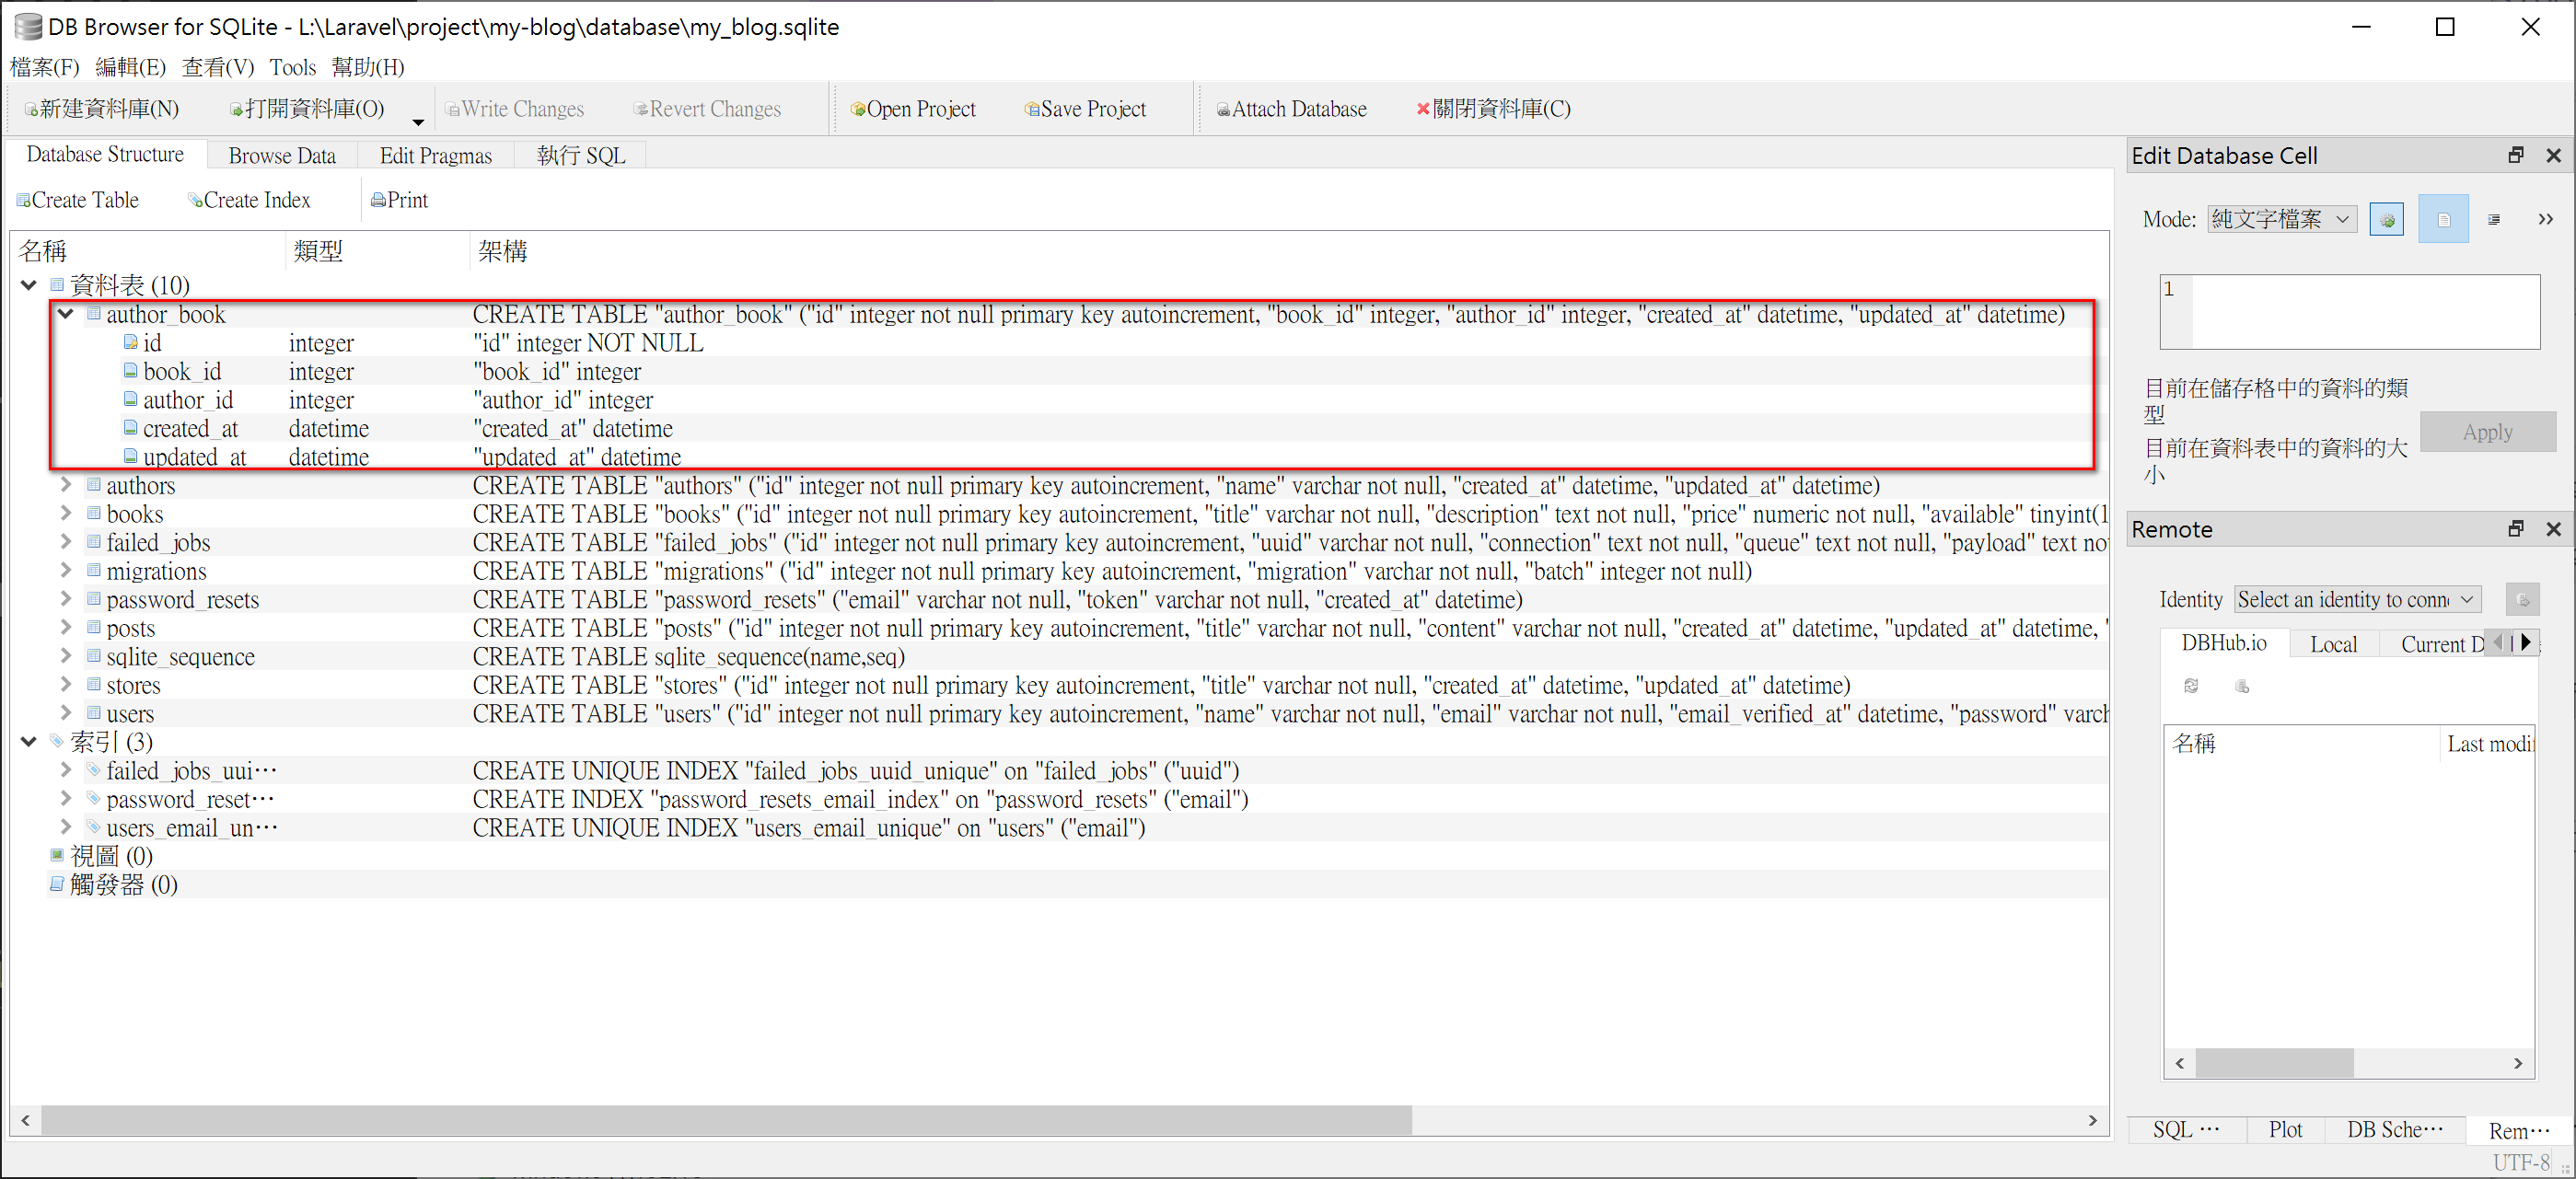 DB Browser for SQLite - L:\Laravel\project\my-blog\database\my_blog.sqlite
檔案(F) 編輯(E) 查看(V) Tools 幫助(H)
新建資料庫(N) 打開資料庫(O) Write Changes Revert Changes Open Project Save Project Attach Database 關閉資料庫(C)
Database Structure Browse Data Edit Pragmas 執行 SQL
Create Table Create Index Print
名稱 類型 架構
資料表 (10)
author_book CREATE TABLE "author_book" ("id" integer not null primary key autoincrement, "book_id" integer, "author_id" integer, "created_at" datetime, "updated_at" datetime)
id integer "id" integer NOT NULL
book_id integer "book_id" integer
author_id integer "author_id" integer
created_at datetime "created_at" datetime
updated_at datetime "updated_at" datetime
authors CREATE TABLE "authors" ("id" integer not null primary key autoincrement, "name" varchar not null, "created_at" datetime, "updated_at" datetime)
books CREATE TABLE "books" ("id" integer not null primary key autoincrement, "title" varchar not null, "description" text not null, "price" numeric not null, "available" tinyint(1
failed_jobs CREATE TABLE "failed_jobs" ("id" integer not null primary key autoincrement, "uuid" varchar not null, "connection" text not null, "queue" text not null, "payload" text no
migrations CREATE TABLE "migrations" ("id" integer not null primary key autoincrement, "migration" varchar not null, "batch" integer not null)
password_resets CREATE TABLE "password_resets" ("email" varchar not null, "token" varchar not null, "created_at" datetime)
posts CREATE TABLE "posts" ("id" integer not null primary key autoincrement, "title" varchar not null, "content" varchar not null, "created_at" datetime, "updated_at" datetime, "
sqlite_sequence CREATE TABLE sqlite_sequence(name,seq)
stores CREATE TABLE "stores" ("id" integer not null primary key autoincrement, "title" varchar not null, "created_at" datetime, "updated_at" datetime)
users CREATE TABLE "users" ("id" integer not null primary key autoincrement, "name" varchar not null, "email" varchar not null, "email_verified_at" datetime, "password" varch
索引 (3)
failed_jobs_uui… CREATE UNIQUE INDEX "failed_jobs_uuid_unique" on "failed_jobs" ("uuid")
password_reset… CREATE INDEX "password_resets_email_index" on "password_resets" ("email")
users_email_un… CREATE UNIQUE INDEX "users_email_unique" on "users" ("email")
視圖 (0)
觸發器 (0)
Edit Database Cell
Mode: 純文字檔案
1
目前在儲存格中的資料的類
型
目前在資料表中的資料的大
小
Apply
Remote
Identity Select an identity to conn
DBHub.io Local Current D
名稱 Last modi
SQL … Plot DB Sche… Rem…
UTF-8